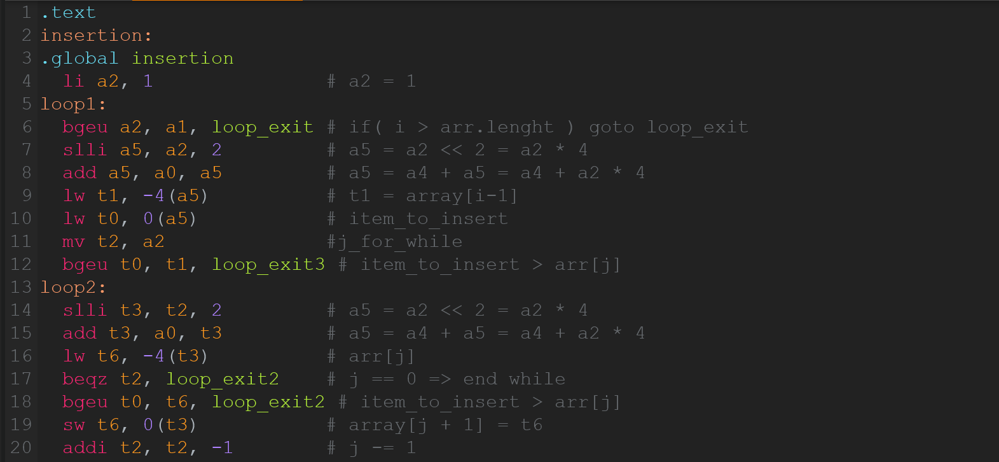 1 .text
2 insertion:
3 .global insertion
4 li a2, 1 # a2 = 1
5 loop1:
6 bgeu a2, a1, loop_exit # if( i > arr.lenght ) goto loop_exit
7 slli a5, a2, 2 # a5 = a2 << 2 = a2 * 4
8 add a5, a0, a5 # a5 = a4 + a5 = a4 + a2 * 4
9 lw t1, -4(a5) # t1 = array[i-1]
10 lw t0, 0(a5) # item_to_insert
11 mv t2, a2 #j_for_while
12 bgeu t0, t1, loop_exit3 # item_to_insert > arr[j]
13 loop2:
14 slli t3, t2, 2 # a5 = a2 << 2 = a2 * 4
15 add t3, a0, t3 # a5 = a4 + a5 = a4 + a2 * 4
16 lw t6, -4(t3) # arr[j]
17 beqz t2, loop_exit2 # j == 0 => end while
18 bgeu t0, t6, loop_exit2 # item_to_insert > arr[j]
19 sw t6, 0(t3) # array[j + 1] = t6
20 addi t2, t2, -1 # j -= 1